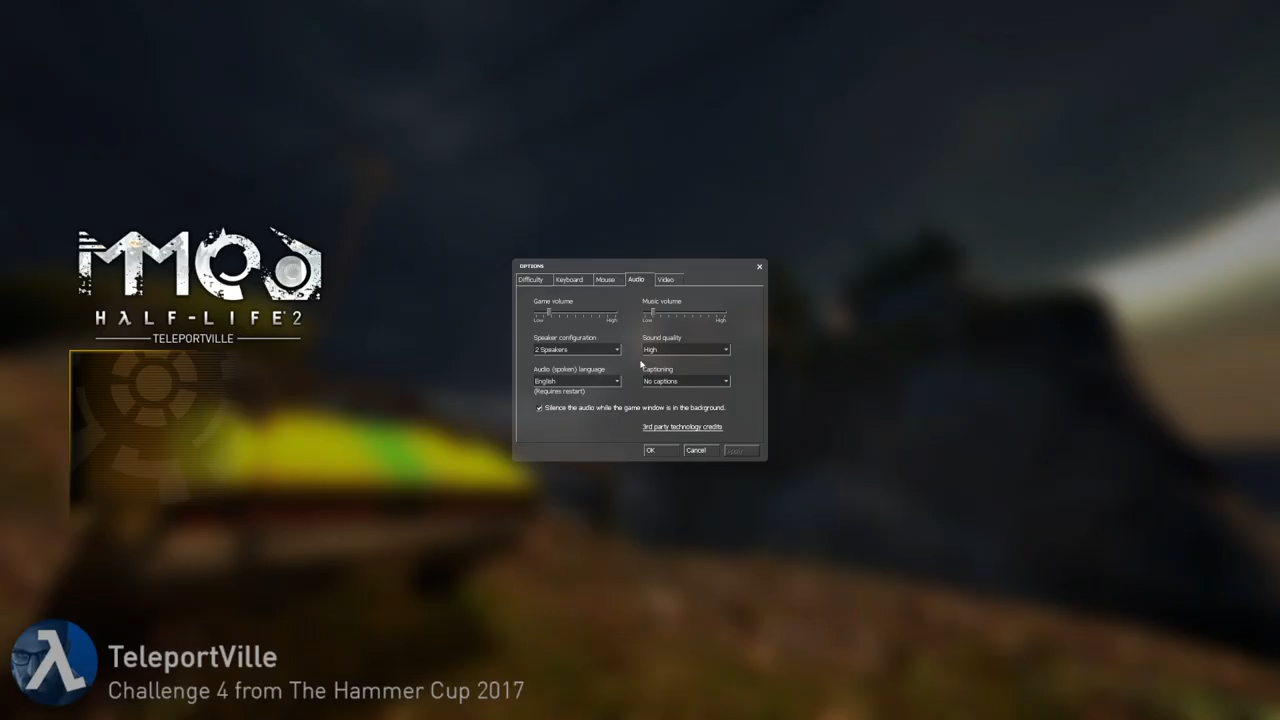 MMod
HλLF-LIFE 2
TELEPORTVILLE
OPTIONS
Difficulty Keyboard Mouse Audio Video
Game volume Music volume
Low High Low High
Speaker configuration Sound quality
2 Speakers High
Audio (spoken) language Captioning
English No captions
(Requires restart)
Silence the audio while the game window is in the background.
3rd party technology credits
OK Cancel Apply
TeleportVille
Challenge 4 from The Hammer Cup 2017